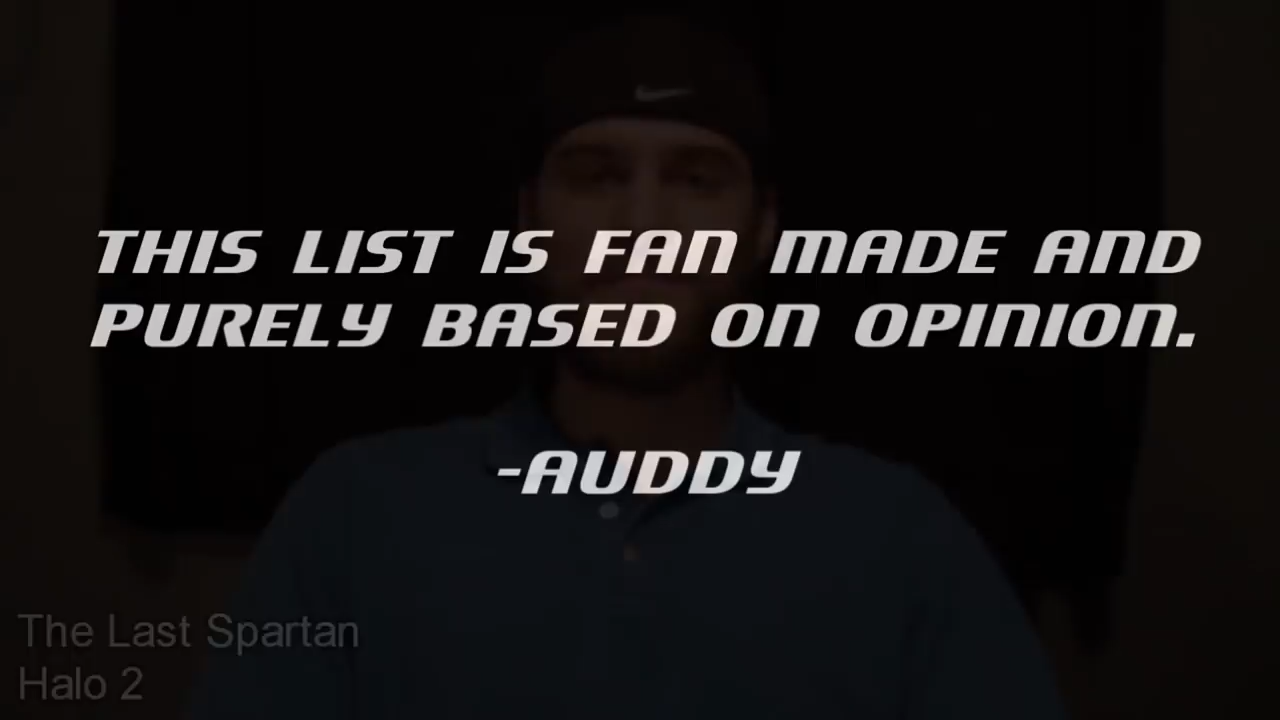 THIS LIST IS FAN MADE AND
PURELY BASED ON OPINION.
-AUDDY
The Last Spartan
Halo 2